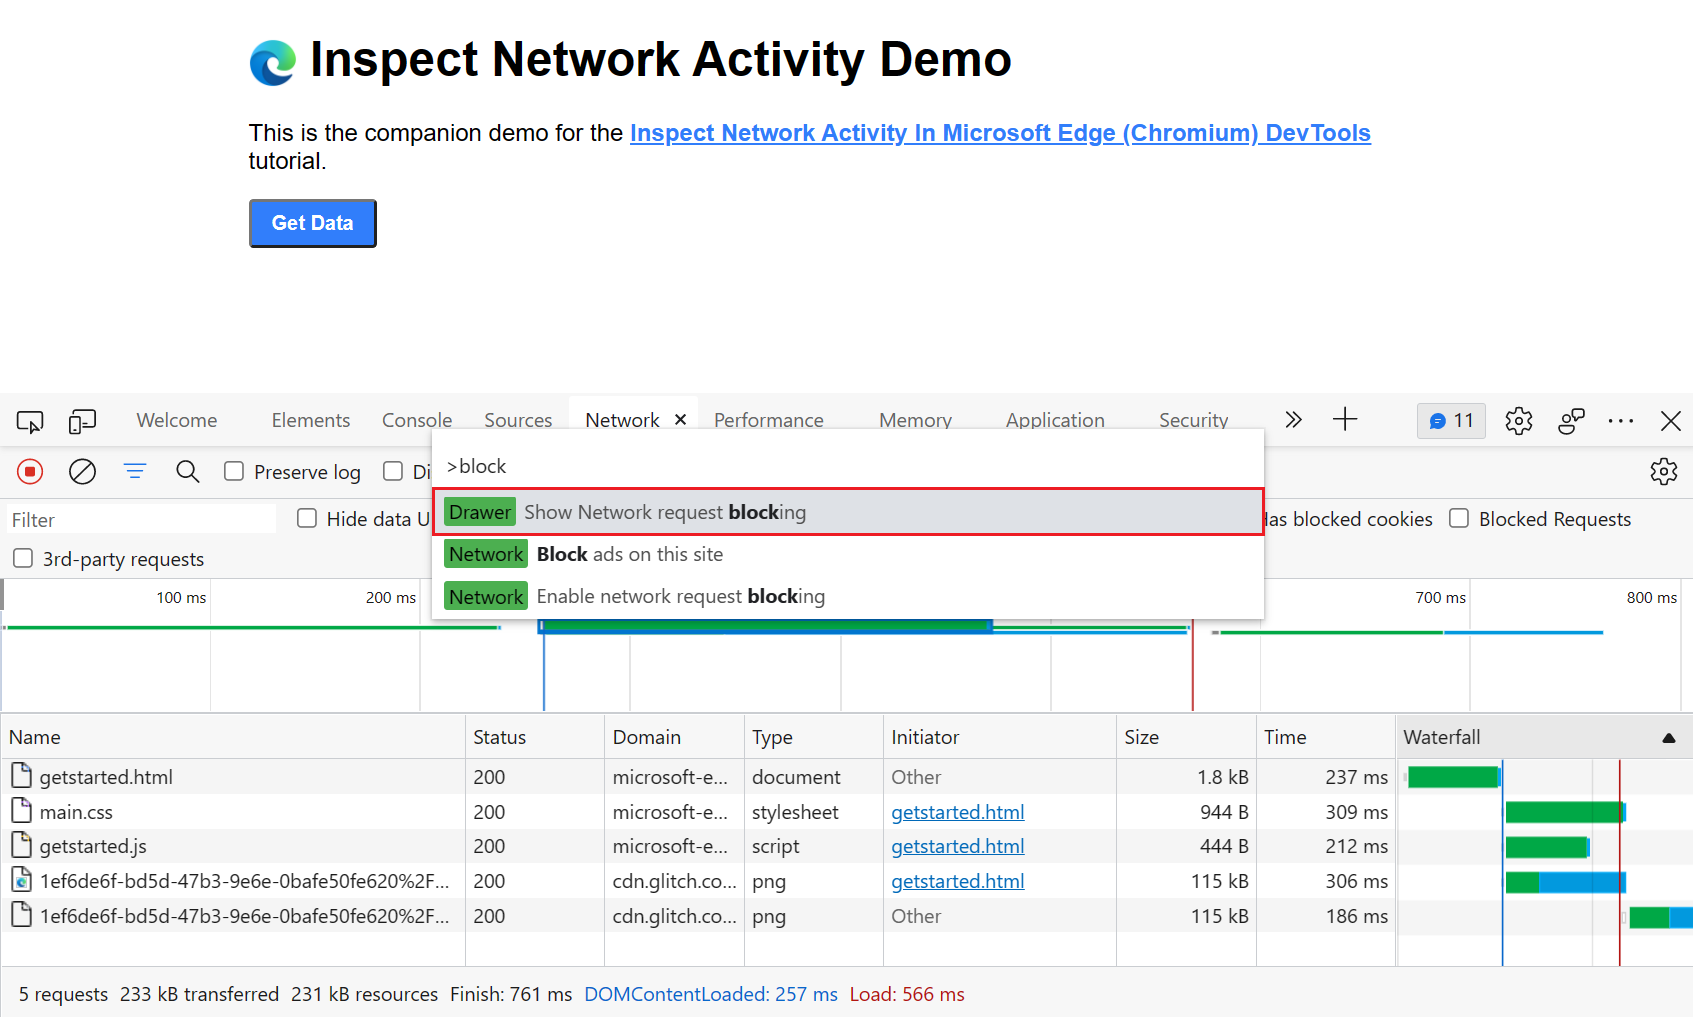 Inspect Network Activity Demo
This is the companion demo for the Inspect Network Activity In Microsoft Edge (Chromium) DevTools
tutorial.
Get Data
Welcome Elements Console Sources Network Performance Memory Application Security 11
Preserve log Di
>block
Drawer Show Network request blocking
Network Block ads on this site
Network Enable network request blocking
Filter Hide data U as blocked cookies Blocked Requests
3rd-party requests
100 ms 200 ms 700 ms 800 ms
Name Status Domain Type Initiator Size Time Waterfall
getstarted.html 200 microsoft-e... document Other 1.8 kB 237 ms
main.css 200 microsoft-e... stylesheet getstarted.html 944 B 309 ms
getstarted.js 200 microsoft-e... script getstarted.html 444 B 212 ms
1ef6de6f-bd5d-47b3-9e6e-0bafe50fe620%2F... 200 cdn.glitch.co... png getstarted.html 115 kB 306 ms
1ef6de6f-bd5d-47b3-9e6e-0bafe50fe620%2F... 200 cdn.glitch.co... png Other 115 kB 186 ms
5 requests 233 kB transferred 231 kB resources Finish: 761 ms DOMContentLoaded: 257 ms Load: 566 ms